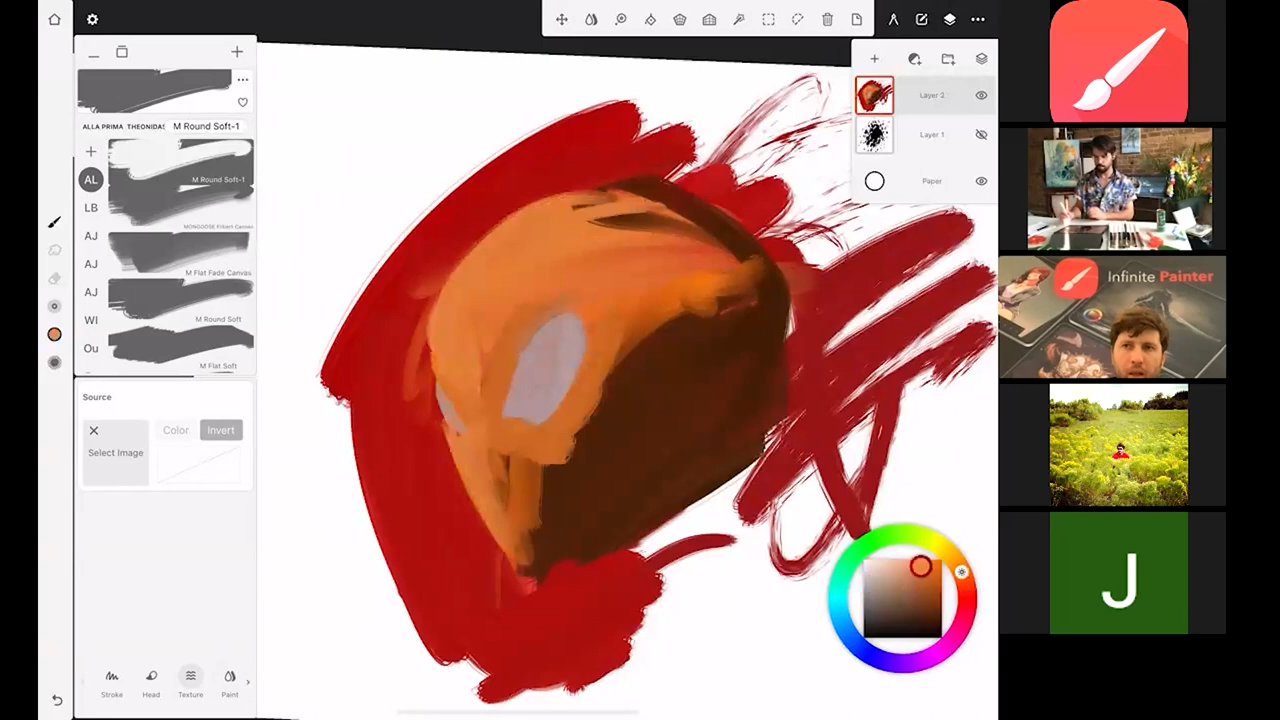 ALLA PRIMA THEONIDAS
M Round Soft-1
AL
M Round Soft-1
LB
MONGOOSE Filbert Canvas
AJ
AJ
M Flat Fade Canvas
AJ
WI
M Round Soft
Ou
M Flat Soft
Source
Color
Invert
Select Image
Stroke
Head
Texture
Paint
Layer 2
Layer 1
Paper
Infinite Painter
J